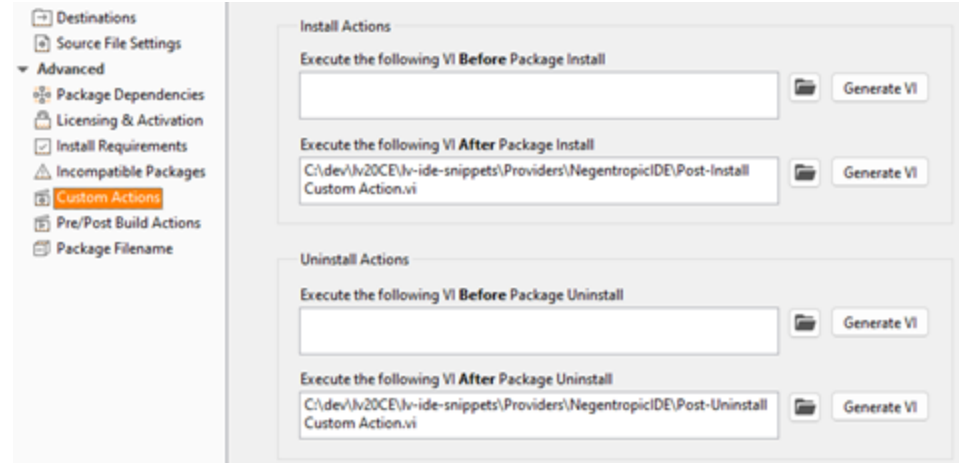 Destinations
Source File Settings
Advanced
Package Dependencies
Licensing & Activation
Install Requirements
Incompatible Packages
Custom Actions
Pre/Post Build Actions
Package Filename
Install Actions
Execute the following VI Before Package Install
Generate VI
Execute the following VI After Package Install
C:\dev\lv20CE\lv-ide-snippets\Providers\NegentropicIDE\Post-Install
Custom Action.vi
Generate VI
Uninstall Actions
Execute the following VI Before Package Uninstall
Generate VI
Execute the following VI After Package Uninstall
C:\dev\lv20CE\lv-ide-snippets\Providers\NegentropicIDE\Post-Uninstall
Custom Action.vi
Generate VI